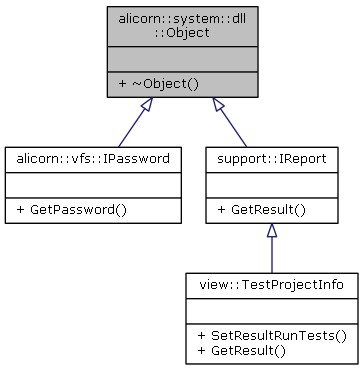 alicorn::system::dll
::Object
+ ~Object()
alicorn::vfs::IPassword
+ GetPassword()
support::IReport
+ GetResult()
view::TestProjectInfo
+ SetResultRunTests()
+ GetResult()